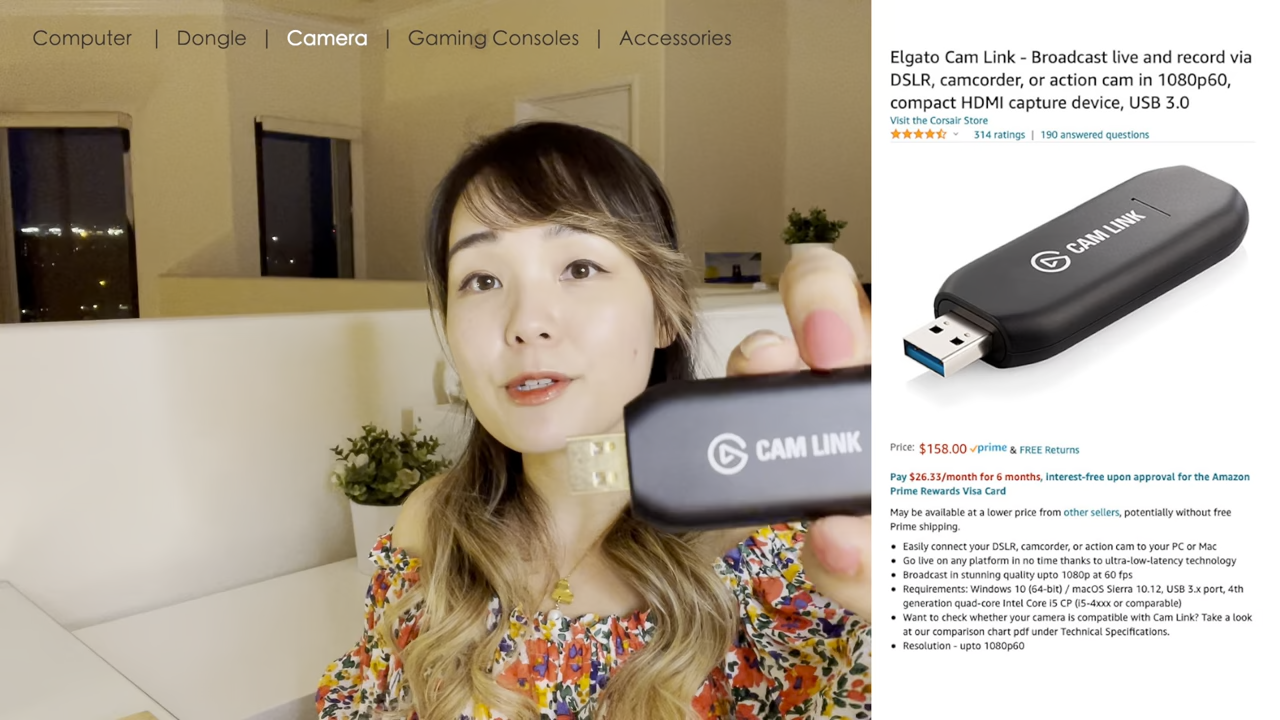 Computer | Dongle | Camera | Gaming Consoles | Accessories
CAM LINK
Elgato Cam Link - Broadcast live and record via
DSLR, camcorder, or action cam in 1080p60,
compact HDMI capture device, USB 3.0
Visit the Corsair Store
314 ratings | 190 answered questions
CAM LINK
Price: $158.00 prime & FREE Returns
Pay $26.33/month for 6 months, interest-free upon approval for the Amazon
Prime Rewards Visa Card
May be available at a lower price from other sellers, potentially without free
Prime shipping.
• Easily connect your DSLR, camcorder, or action cam to your PC or Mac
• Go live on any platform in no time thanks to ultra-low-latency technology
• Broadcast in stunning quality upto 1080p at 60 fps
• Requirements: Windows 10 (64-bit) / macOS Sierra 10.12, USB 3.x port, 4th
generation quad-core Intel Core i5 CP (i5-4xxx or comparable)
• Want to check whether your camera is compatible with Cam Link? Take a look
at our comparison chart pdf under Technical Specifications.
• Resolution - upto 1080p60